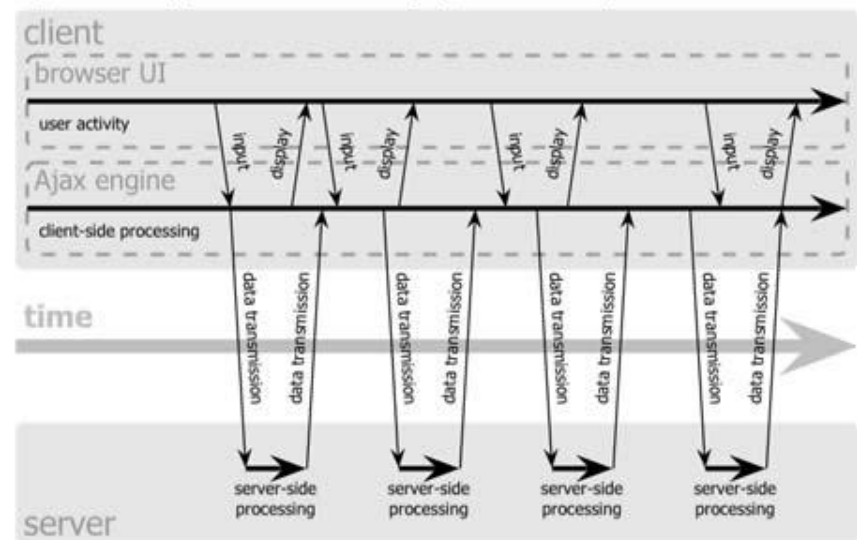 client
browser UI
user activity
input
display
input
display
input
display
input
display
Ajax engine
client-side processing
data transmission
data transmission
data transmission
data transmission
data transmission
data transmission
data transmission
data transmission
time
server-side
processing
server-side
processing
server-side
processing
server-side
processing
server